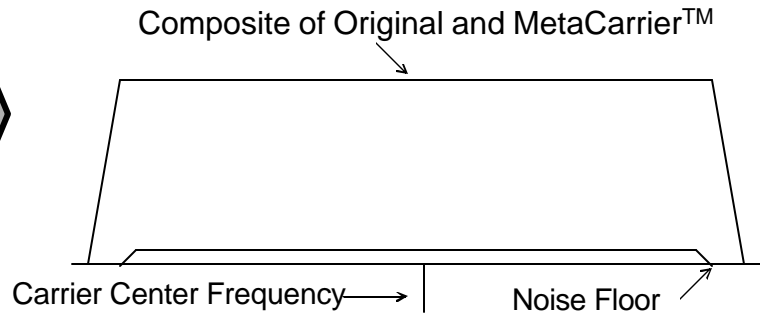 Composite of Original and MetaCarrier™
Carrier Center Frequency
Noise Floor